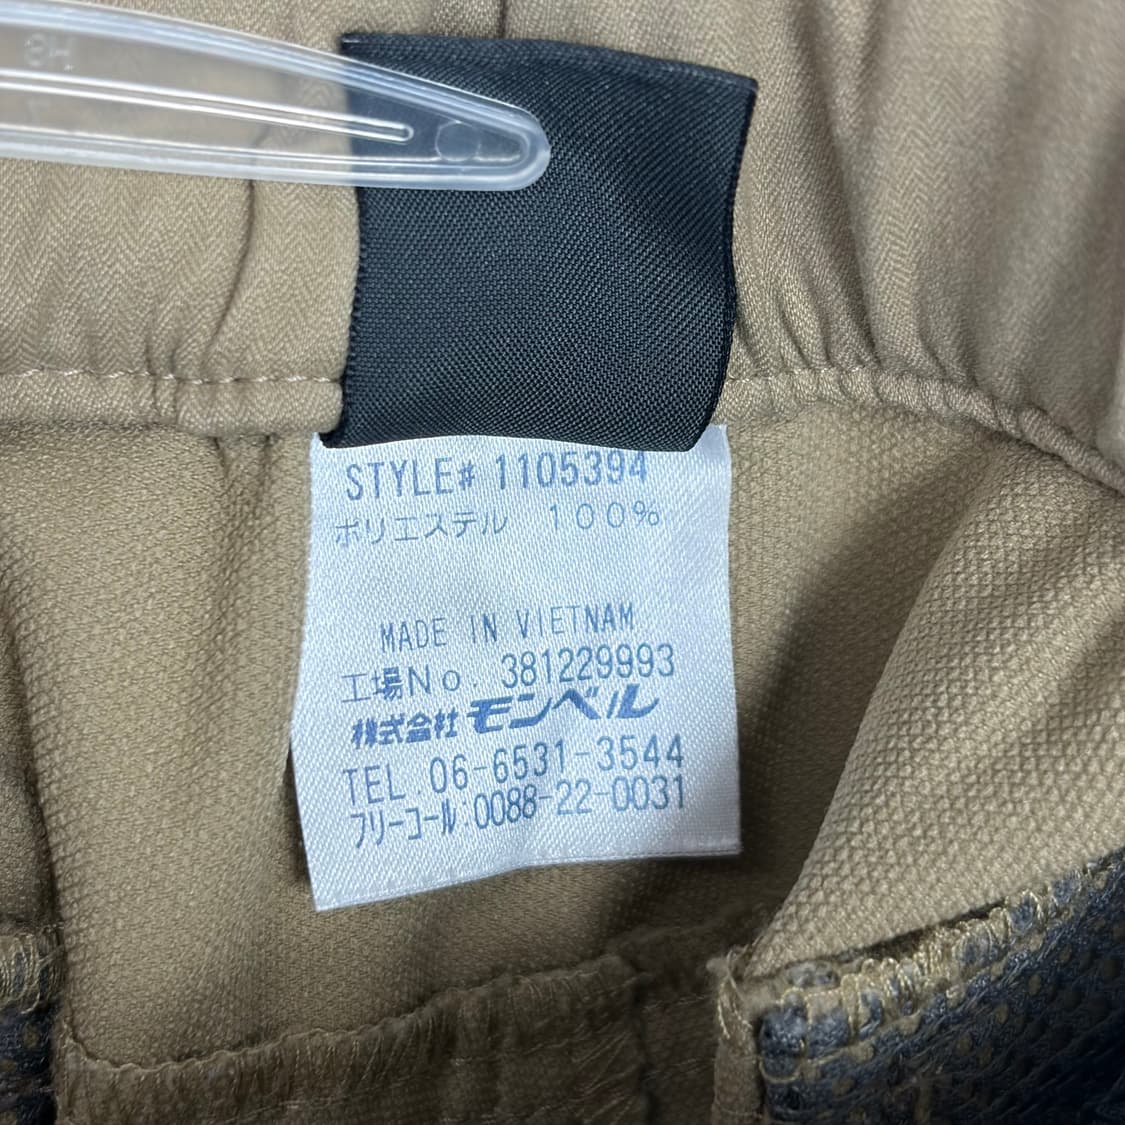 STYLE# 1105394
ポリエステル 100%
MADE IN VIETNAM
工場No. 381229993
株式会社 モンベル
TEL.06-6531-3544
フリーコール:0088-22-0031